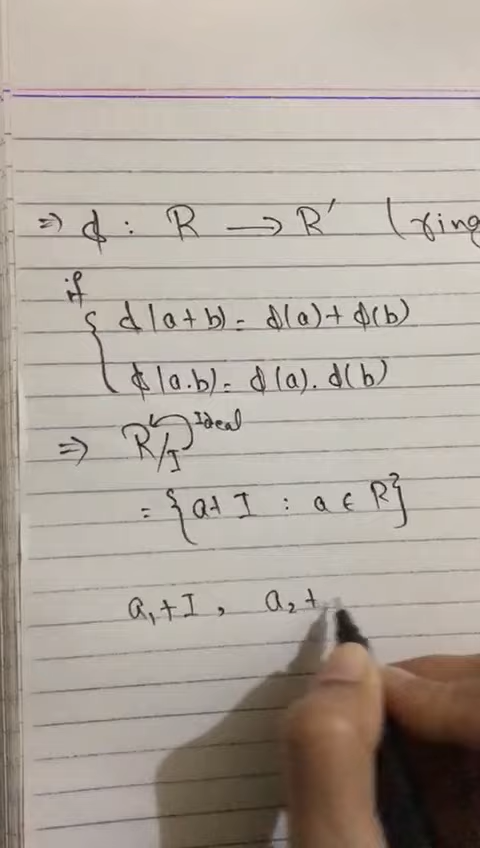 ⇒ ϕ : R ⟶ R' (ring
if
{ ϕ(a+b) = ϕ(a) + ϕ(b)
ϕ(a.b) = ϕ(a). ϕ(b)
⇒ R/I Ideal
= {a+I : a ∈ R}
a₁+I , a₂+